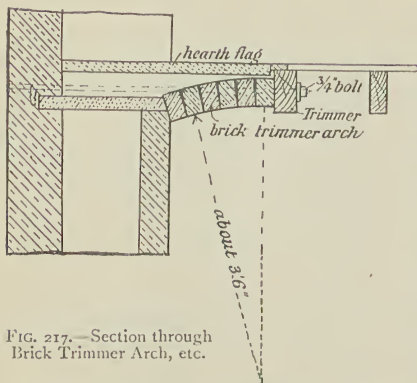 hearth flag
3/4" bolt
Trimmer
brick trimmer arch
about 3'.6"
FIG. 217.—Section through
Brick Trimmer Arch, etc.